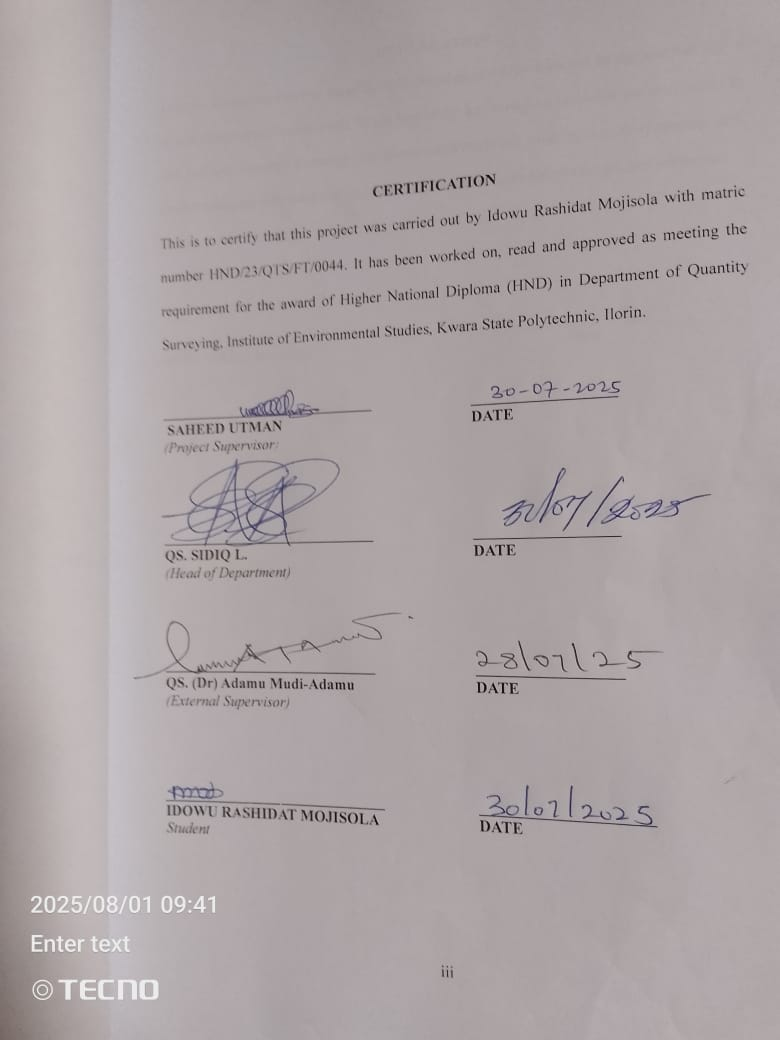 CERTIFICATION
This is to certify that this project was carried out by Idowu Rashidat Mojisola with matric
number HND/23/QTS/FT/0044. It has been worked on, read and approved as meeting the
requirement for the award of Higher National Diploma (HND) in Department of Quantity
Surveying, Institute of Environmental Studies, Kwara State Polytechnic, Ilorin.
30-07-2025
SAHEED UTMAN
DATE
(Project Supervisor)
/07/2025
QS. SIDIQ L.
DATE
(Head of Department)
28/07/25
QS. (Dr) Adamu Mudi-Adamu
DATE
(External Supervisor)
30/07/2025
IDOWU RASHIDAT MOJISOLA
DATE
Student
2025/08/01 09:41
Enter text
TECNO
iii